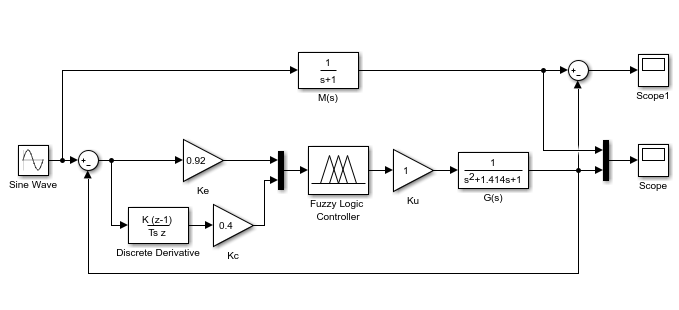 1
s+1
M(s)
+
−
Scope1
Sine Wave
+
−
0.92
Ke
K (z-1)
Ts z
Discrete Derivative
0.4
Kc
Fuzzy Logic
Controller
1
Ku
1
s2+1.414s+1
G(s)
Scope